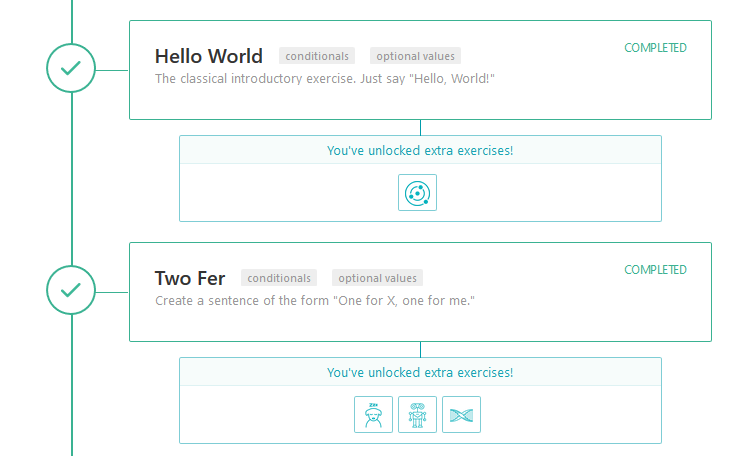 Hello World conditionals optional values COMPLETED
The classical introductory exercise. Just say "Hello, World!"
You've unlocked extra exercises!
Two Fer conditionals optional values COMPLETED
Create a sentence of the form "One for X, one for me."
You've unlocked extra exercises!